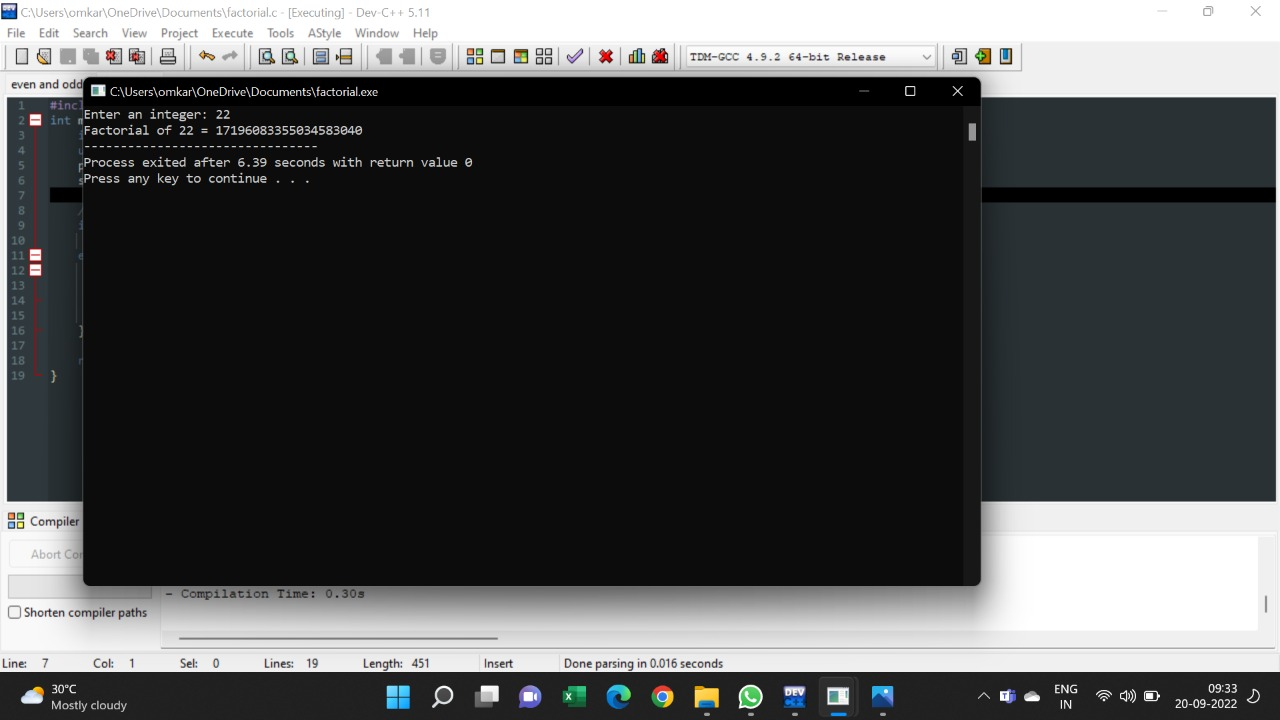 C:\Users\omkar\OneDrive\Documents\factorial.c - [Executing] - Dev-C++ 5.11
File Edit Search View Project Execute Tools AStyle Window Help
TDM-GCC 4.9.2 64-bit Release
even and odd
C:\Users\omkar\OneDrive\Documents\factorial.exe
Enter an integer: 22
Factorial of 22 = 17196083355034583040
--------------------------------
Process exited after 6.39 seconds with return value 0
Press any key to continue . . .
1 #incl
2 int m
3 i
4 u
5 p
6 s
7
8 /
9 i
10
11 e
12
13
14
15
16 }
17
18 r
19 }
Compiler
Abort Co
- Compilation Time: 0.30s
Shorten compiler paths
Line: 7 Col: 1 Sel: 0 Lines: 19 Length: 451 Insert Done parsing in 0.016 seconds
30°C
Mostly cloudy
DEV
C++
ENG
IN
09:33
20-09-2022